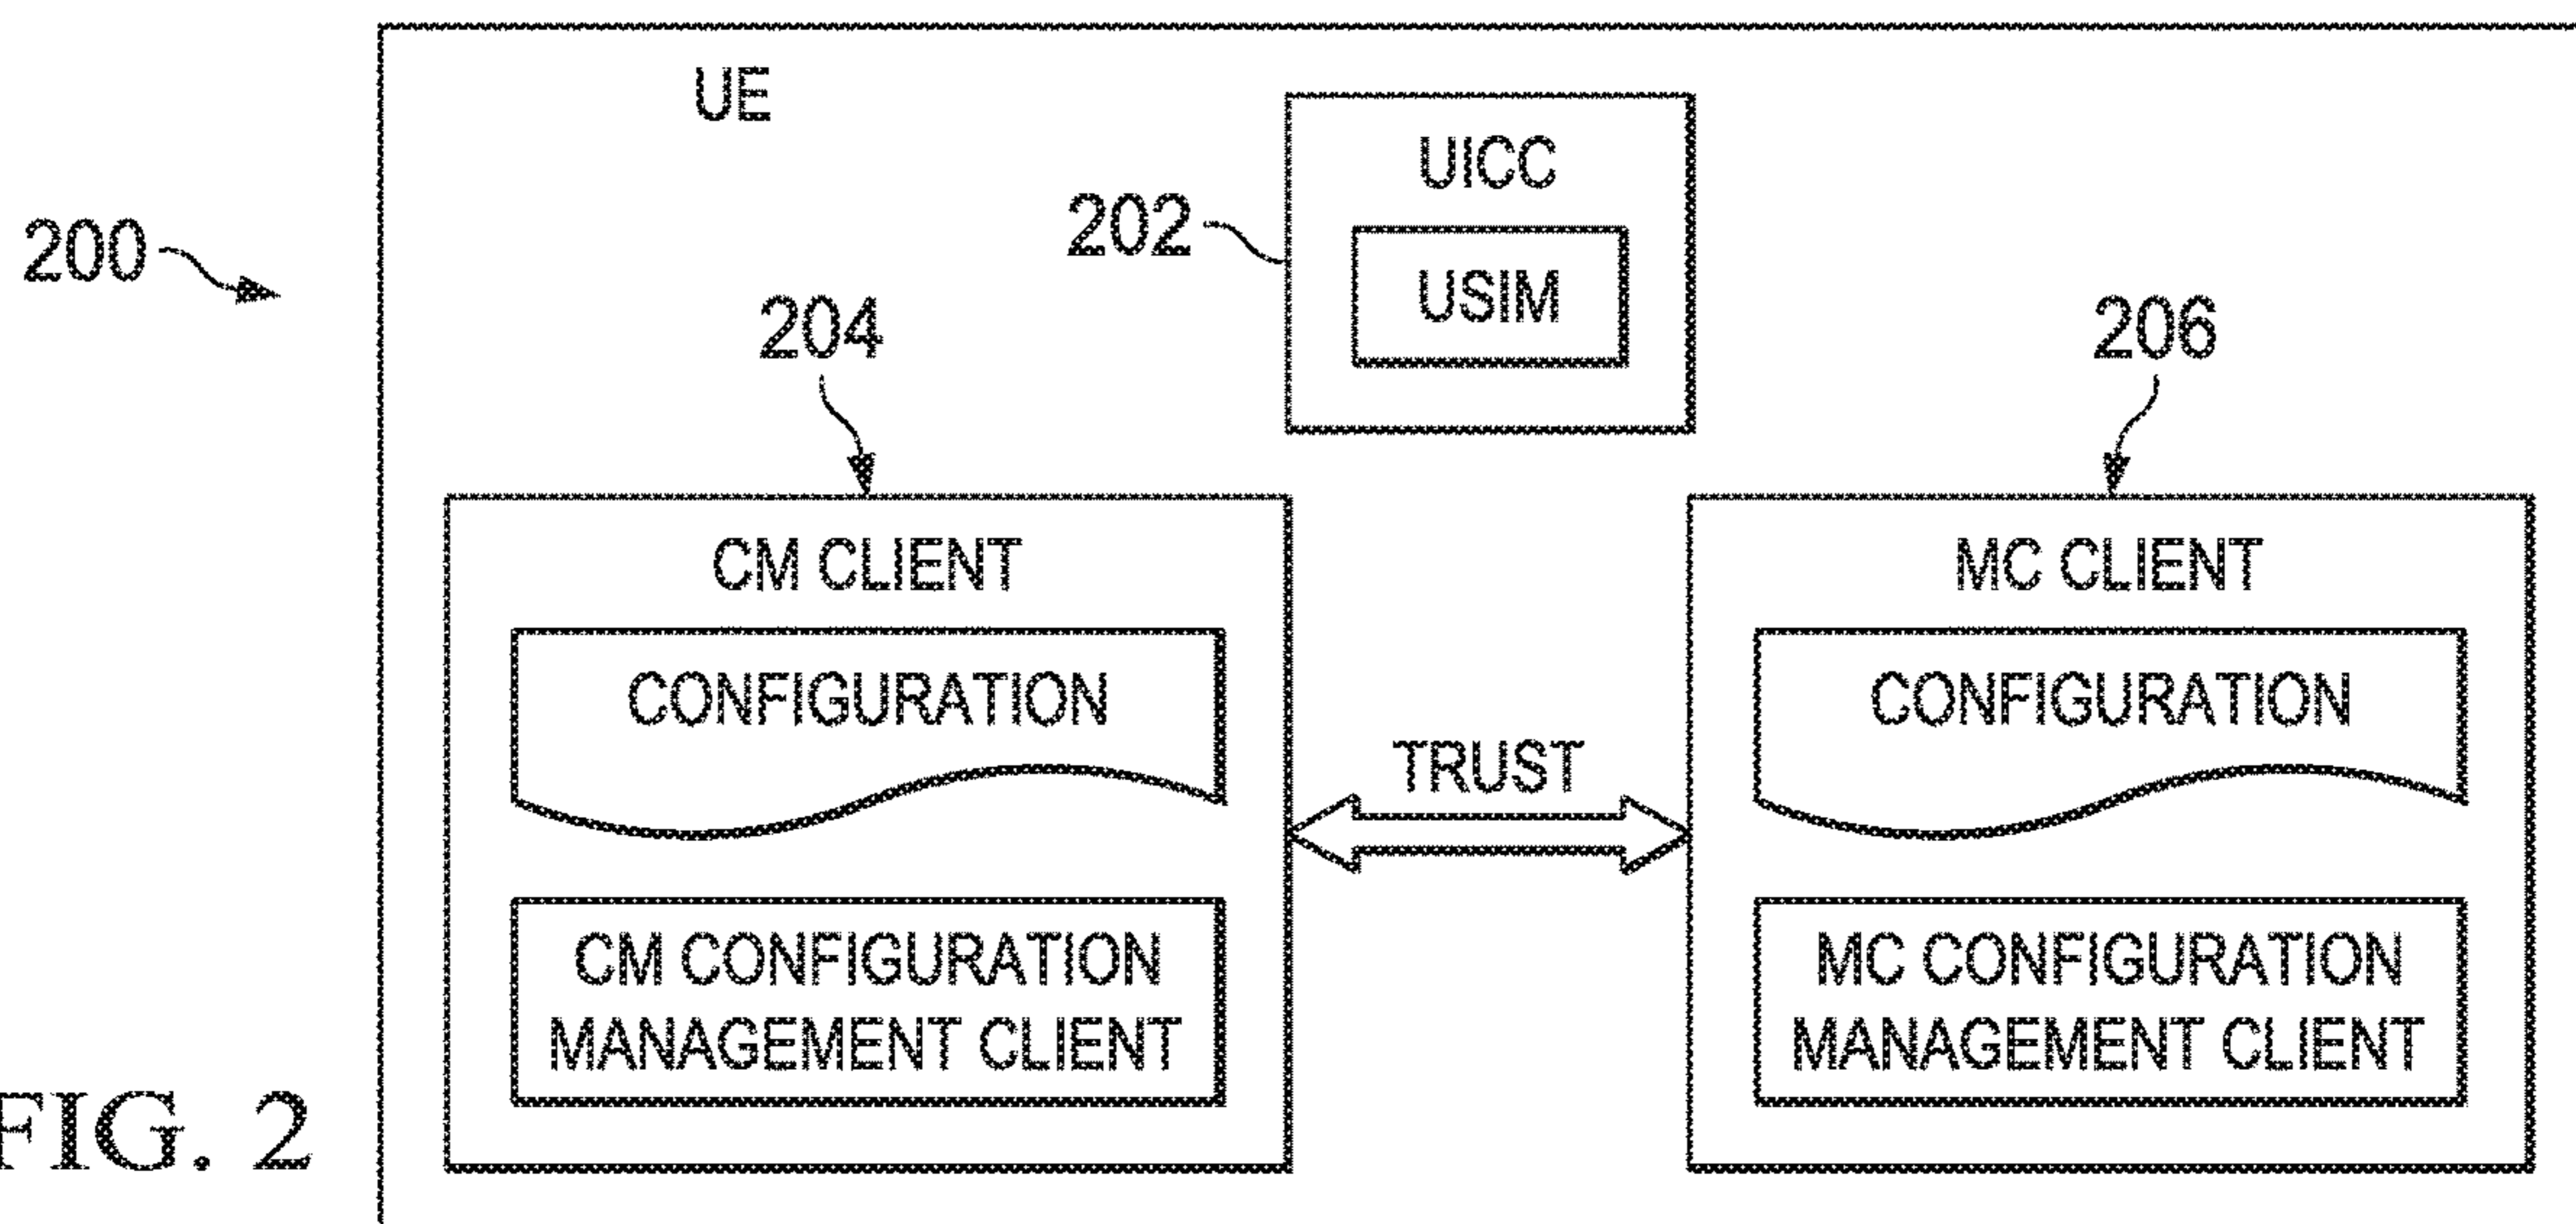 UE
UICC
202
200
USIM
204
206
CM CLIENT
MC CLIENT
CONFIGURATION
CONFIGURATION
TRUST
CM CONFIGURATION
MANAGEMENT CLIENT
MC CONFIGURATION
MANAGEMENT CLIENT
FIG. 2